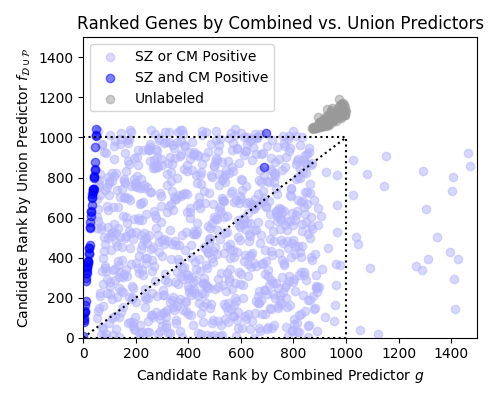 Ranked Genes by Combined vs. Union Predictors
SZ or CM Positive
SZ and CM Positive
Unlabeled
Candidate Rank by Union Predictor f_{𝒟∪𝒫}
1400
1200
1000
800
600
400
200
0
0 200 400 600 800 1000 1200 1400
Candidate Rank by Combined Predictor g